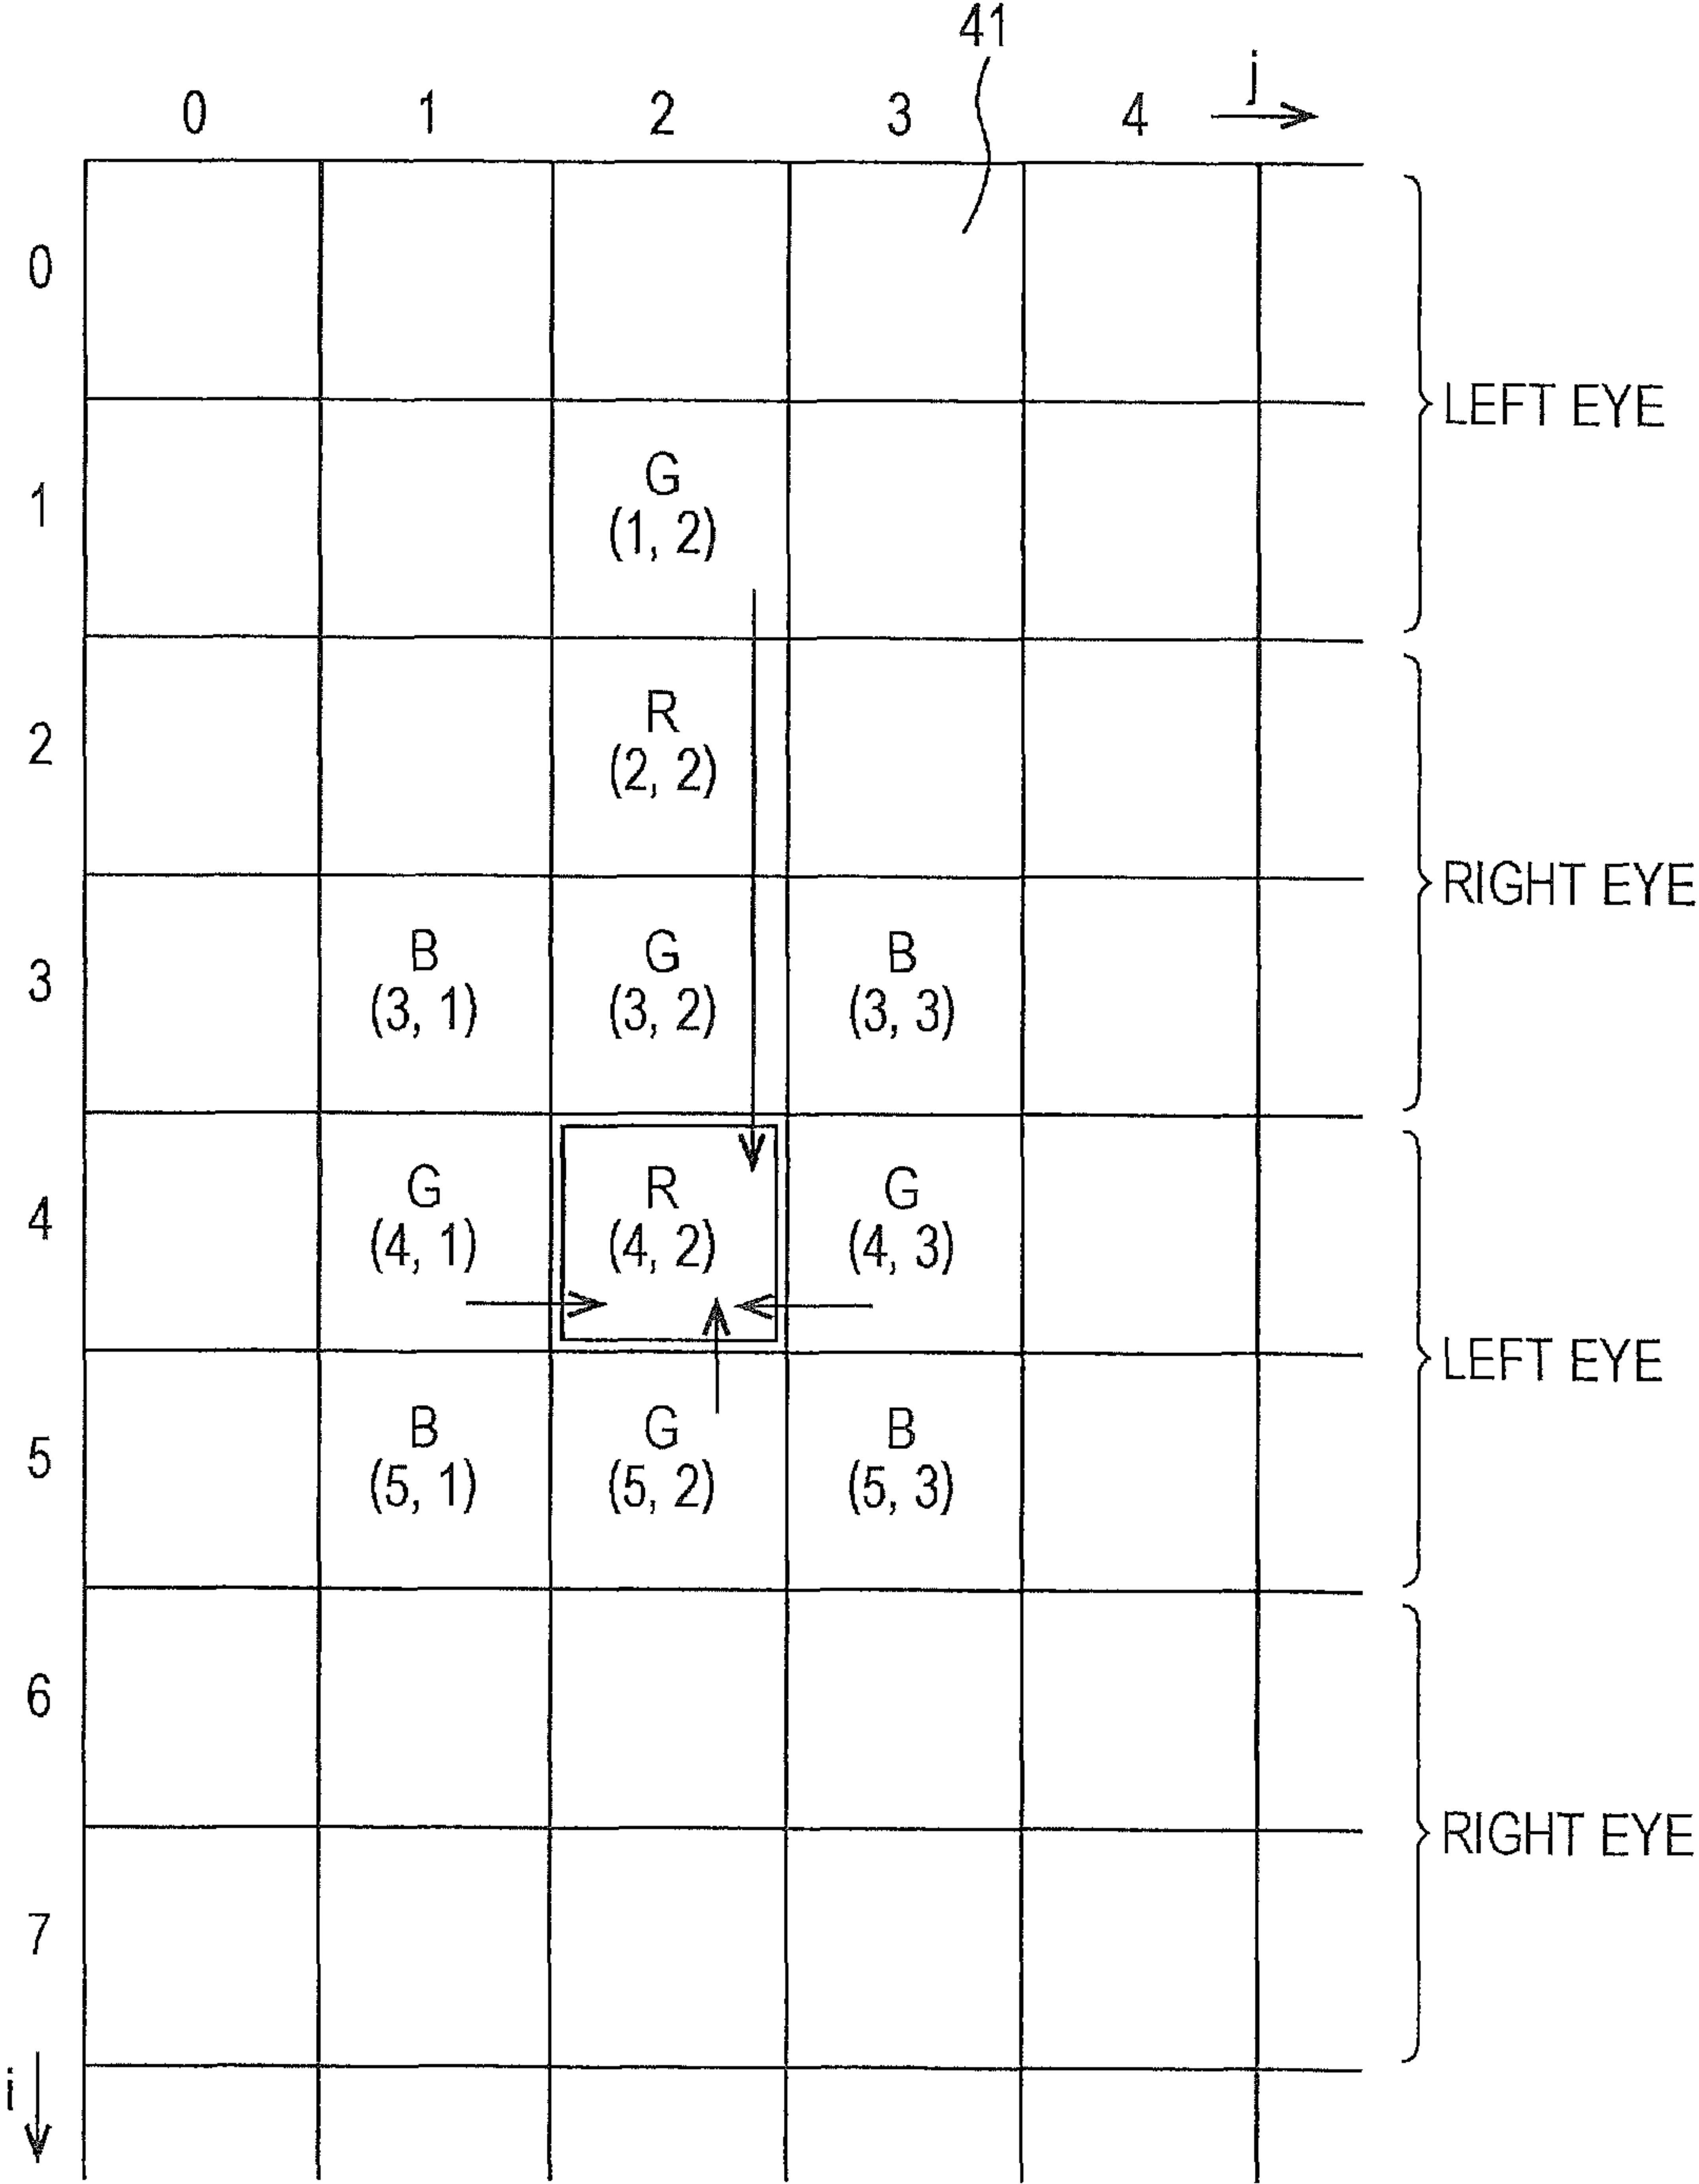 41
0 1 2 3 4 j
0
LEFT EYE
1 G
(1, 2)
2 R
(2, 2)
RIGHT EYE
3 B G B
(3, 1) (3, 2) (3, 3)
4 G R G
(4, 1) (4, 2) (4, 3)
LEFT EYE
5 B G B
(5, 1) (5, 2) (5, 3)
6
RIGHT EYE
7
i